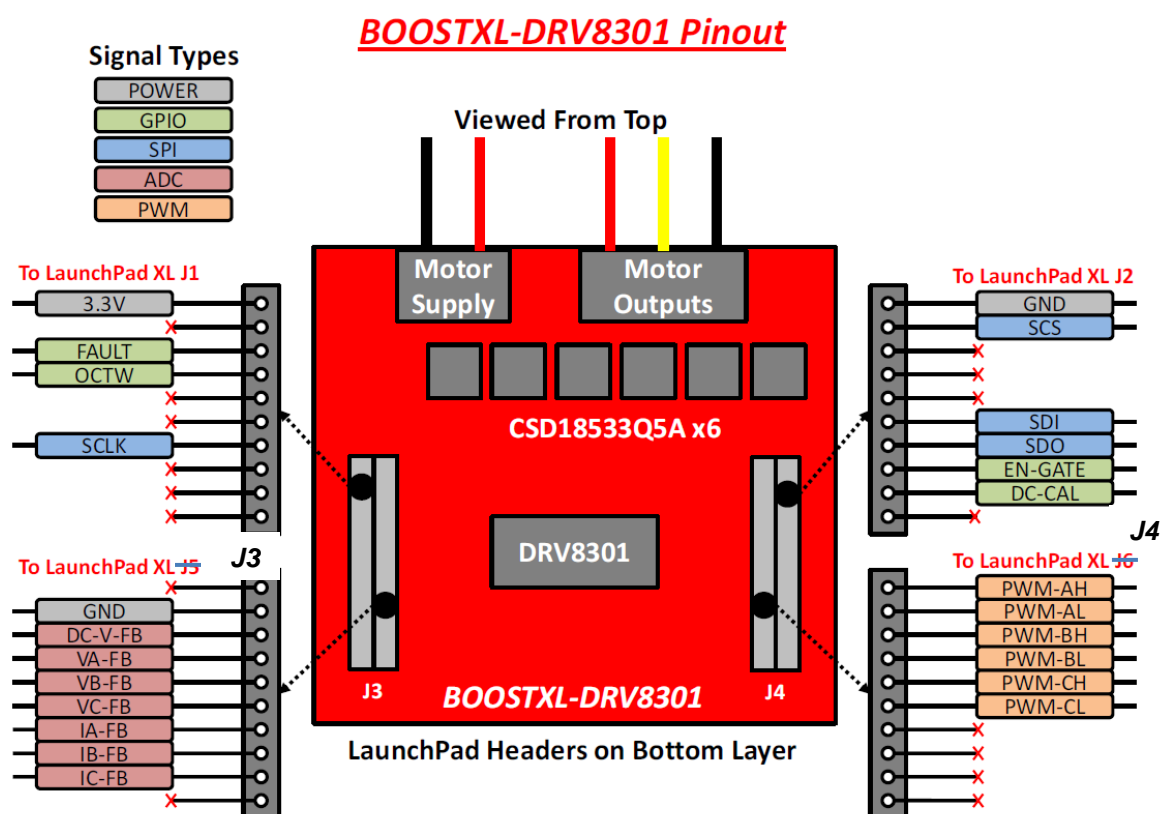 BOOSTXL-DRV8301 Pinout
Signal Types
POWER
GPIO
SPI
ADC
PWM
Viewed From Top
Motor Supply
Motor Outputs
To LaunchPad XL J1
3.3V
FAULT
OCTW
SCLK
To LaunchPad XL J2
GND
SCS
SDI
SDO
EN-GATE
DC-CAL
CSD18533Q5A x6
DRV8301
To LaunchPad XL J5 J3
GND
DC-V-FB
VA-FB
VB-FB
VC-FB
IA-FB
IB-FB
IC-FB
J4
To LaunchPad XL J6
PWM-AH
PWM-AL
PWM-BH
PWM-BL
PWM-CH
PWM-CL
J3
J4
BOOSTXL-DRV8301
LaunchPad Headers on Bottom Layer